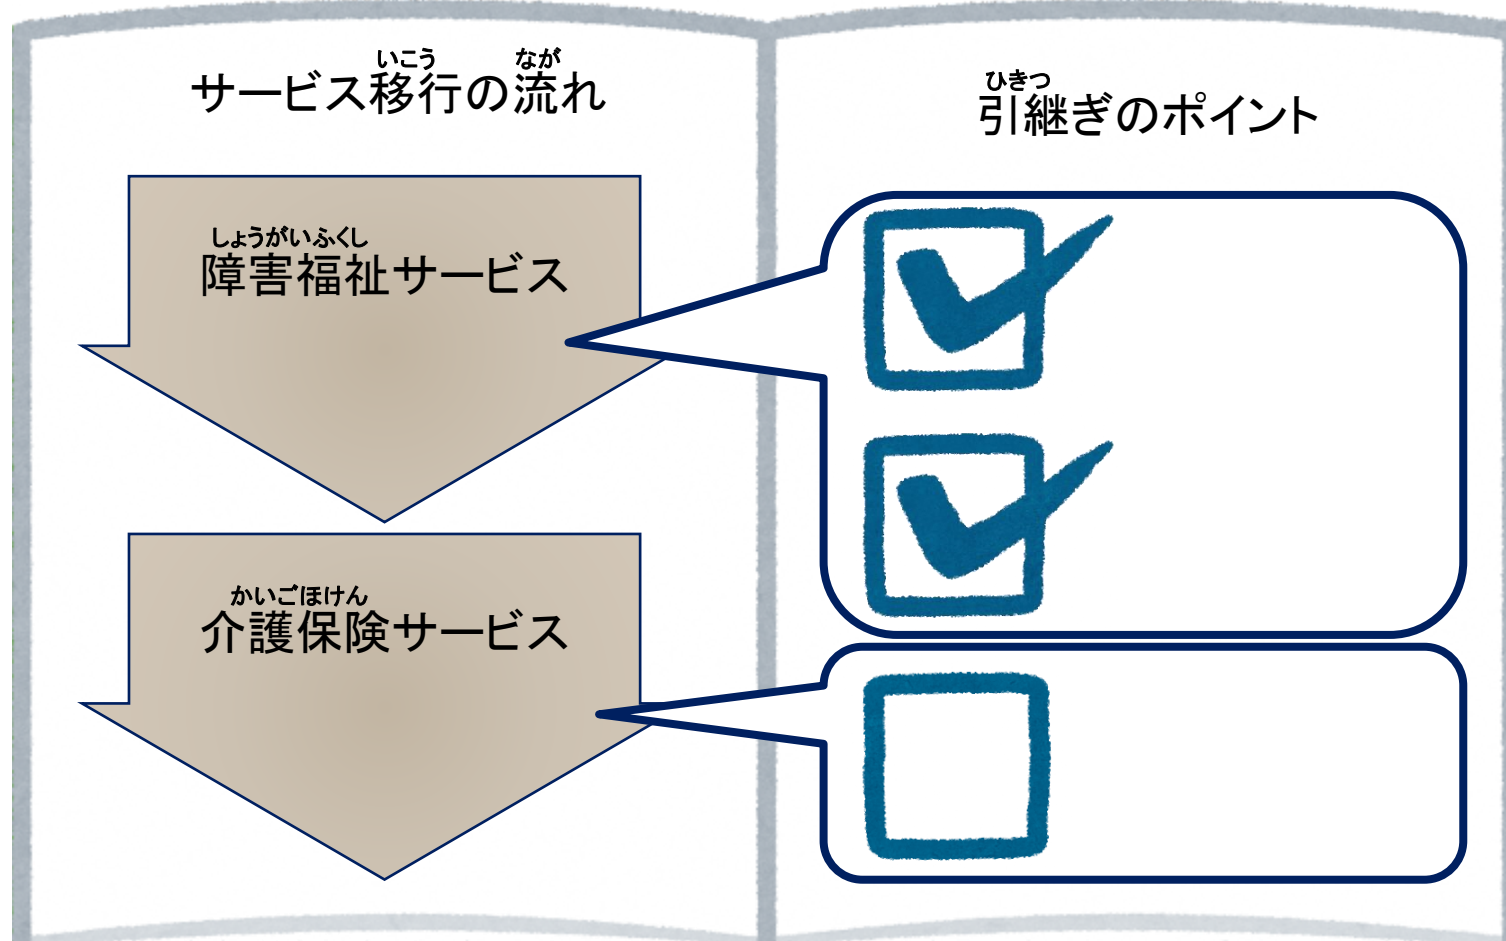 いこう なが
サービス移行の流れ
しょうがいふくし
障害福祉サービス
かいごほけん
介護保険サービス
ひきつ
引継ぎのポイント